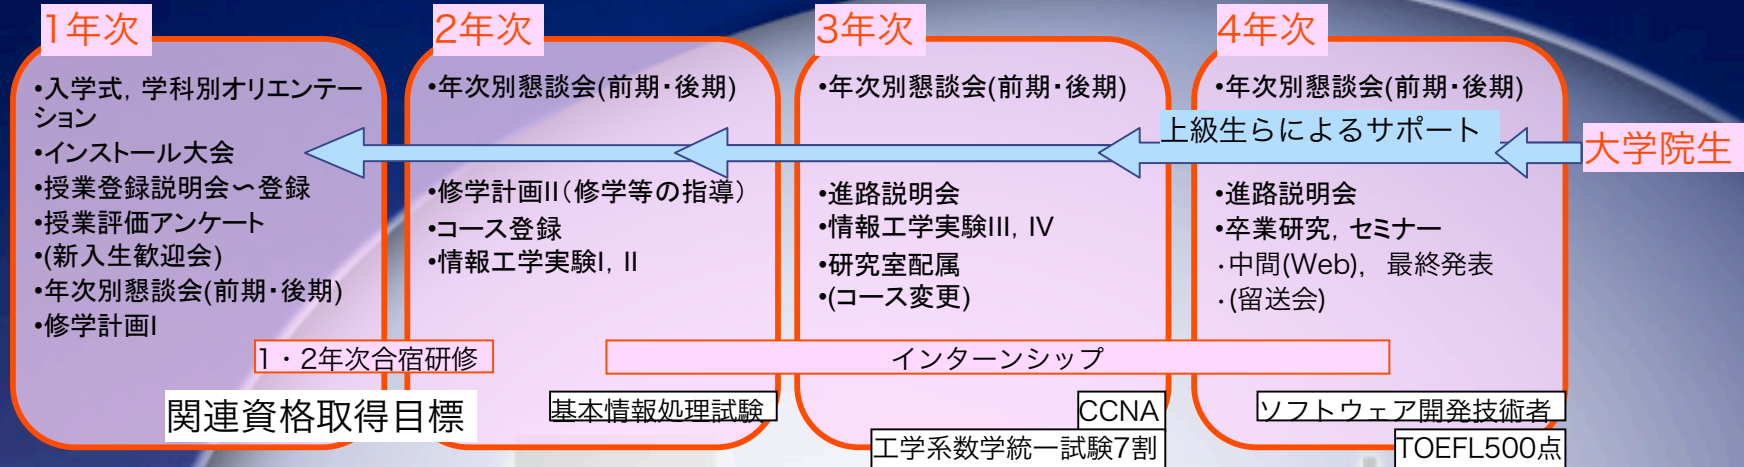 1年次
•入学式, 学科別オリエンテー
ション
•インストール大会
•授業登録説明会〜登録
•授業評価アンケート
•(新入生歓迎会)
•年次別懇談会(前期・後期)
•修学計画I
2年次
•年次別懇談会(前期・後期)
•修学計画II(修学等の指導)
•コース登録
•情報工学実験I, II
3年次
•年次別懇談会(前期・後期)
•進路説明会
•情報工学実験III, IV
•研究室配属
•(コース変更)
4年次
•年次別懇談会(前期・後期)
•進路説明会
•卒業研究, セミナー
・中間(Web), 最終発表
・(留送会)
上級生らによるサポート
大学院生
1・2年次合宿研修
インターンシップ
関連資格取得目標
基本情報処理試験
CCNA
工学系数学統一試験7割
ソフトウェア開発技術者
TOEFL500点